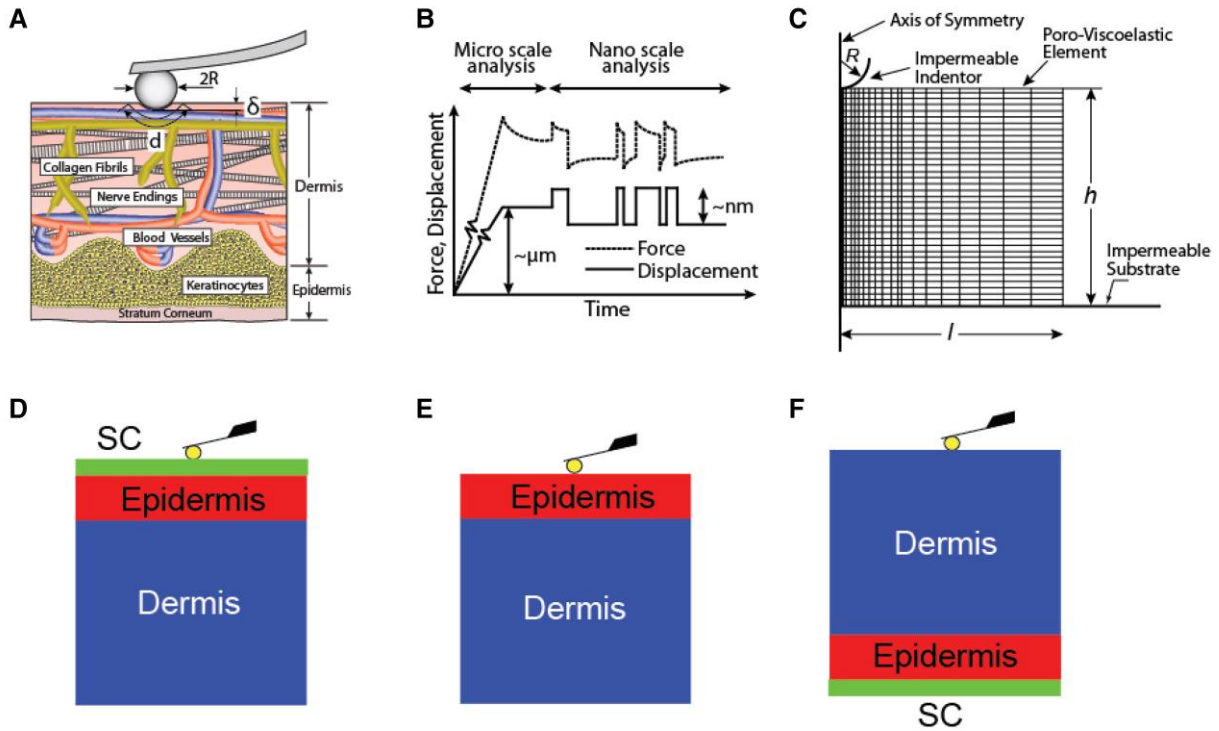 A
2R
δ
d
Collagen Fibrils
Nerve Endings
Blood Vessels
Keratinocytes
Stratum Corneum
Dermis
Epidermis
B
Micro scale
analysis
Nano scale
analysis
Force, Displacement
~nm
~μm
Force
Displacement
Time
C
Axis of Symmetry
Poro-Viscoelastic
Element
R
Impermeable
Indentor
h
Impermeable
Substrate
l
D
SC
Epidermis
Dermis
E
Epidermis
Dermis
F
Dermis
Epidermis
SC